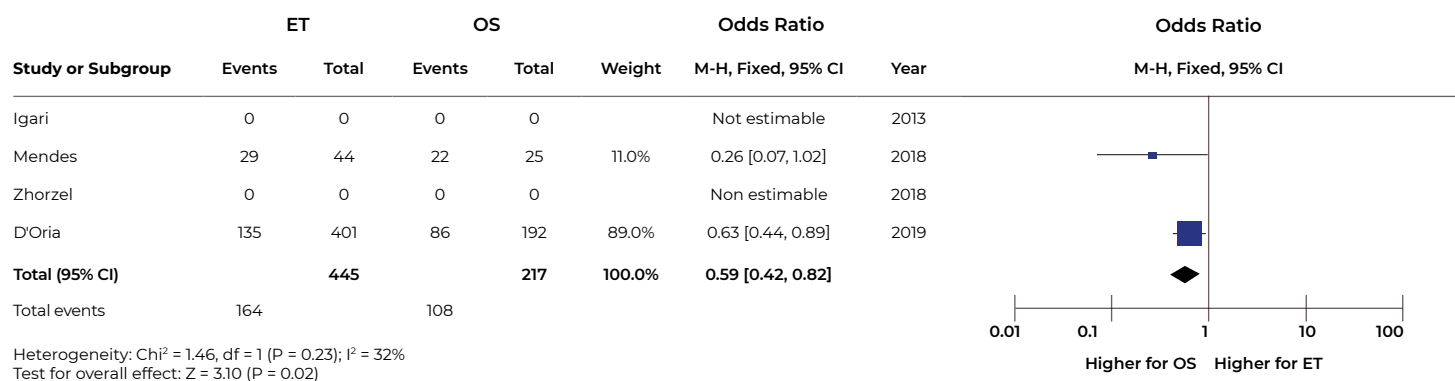 ET OS Odds Ratio Odds Ratio
Study or Subgroup Events Total Events Total Weight M-H, Fixed, 95% CI Year M-H, Fixed, 95% CI
Igari 0 0 0 0 Not estimable 2013
Mendes 29 44 22 25 11.0% 0.26 [0.07, 1.02] 2018
Zhorzel 0 0 0 0 Non estimable 2018
D'Oria 135 401 86 192 89.0% 0.63 [0.44, 0.89] 2019
Total (95% CI) 445 217 100.0% 0.59 [0.42, 0.82]
Total events 164 108
0.01 0.1 1 10 100
Heterogeneity: Chi² = 1.46, df = 1 (P = 0.23); I² = 32%
Higher for OS Higher for ET
Test for overall effect: Z = 3.10 (P = 0.02)